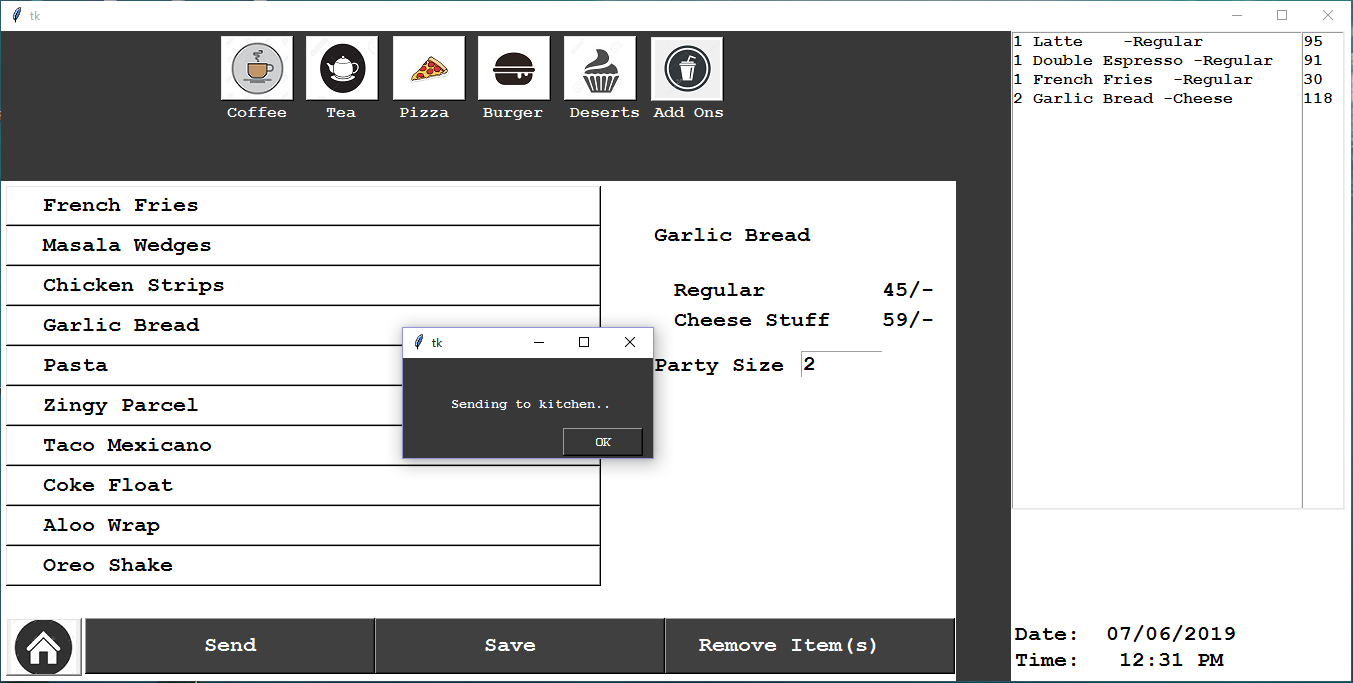 tk
Coffee Tea Pizza Burger Deserts Add Ons
1 Latte -Regular 95
1 Double Espresso -Regular 91
1 French Fries -Regular 30
2 Garlic Bread -Cheese 118
French Fries
Masala Wedges
Chicken Strips
Garlic Bread
Pasta
Zingy Parcel
Taco Mexicano
Coke Float
Aloo Wrap
Oreo Shake
Garlic Bread
Regular 45/-
Cheese Stuff 59/-
Party Size 2
tk
Sending to kitchen..
OK
Send Save Remove Item(s)
Date: 07/06/2019
Time: 12:31 PM